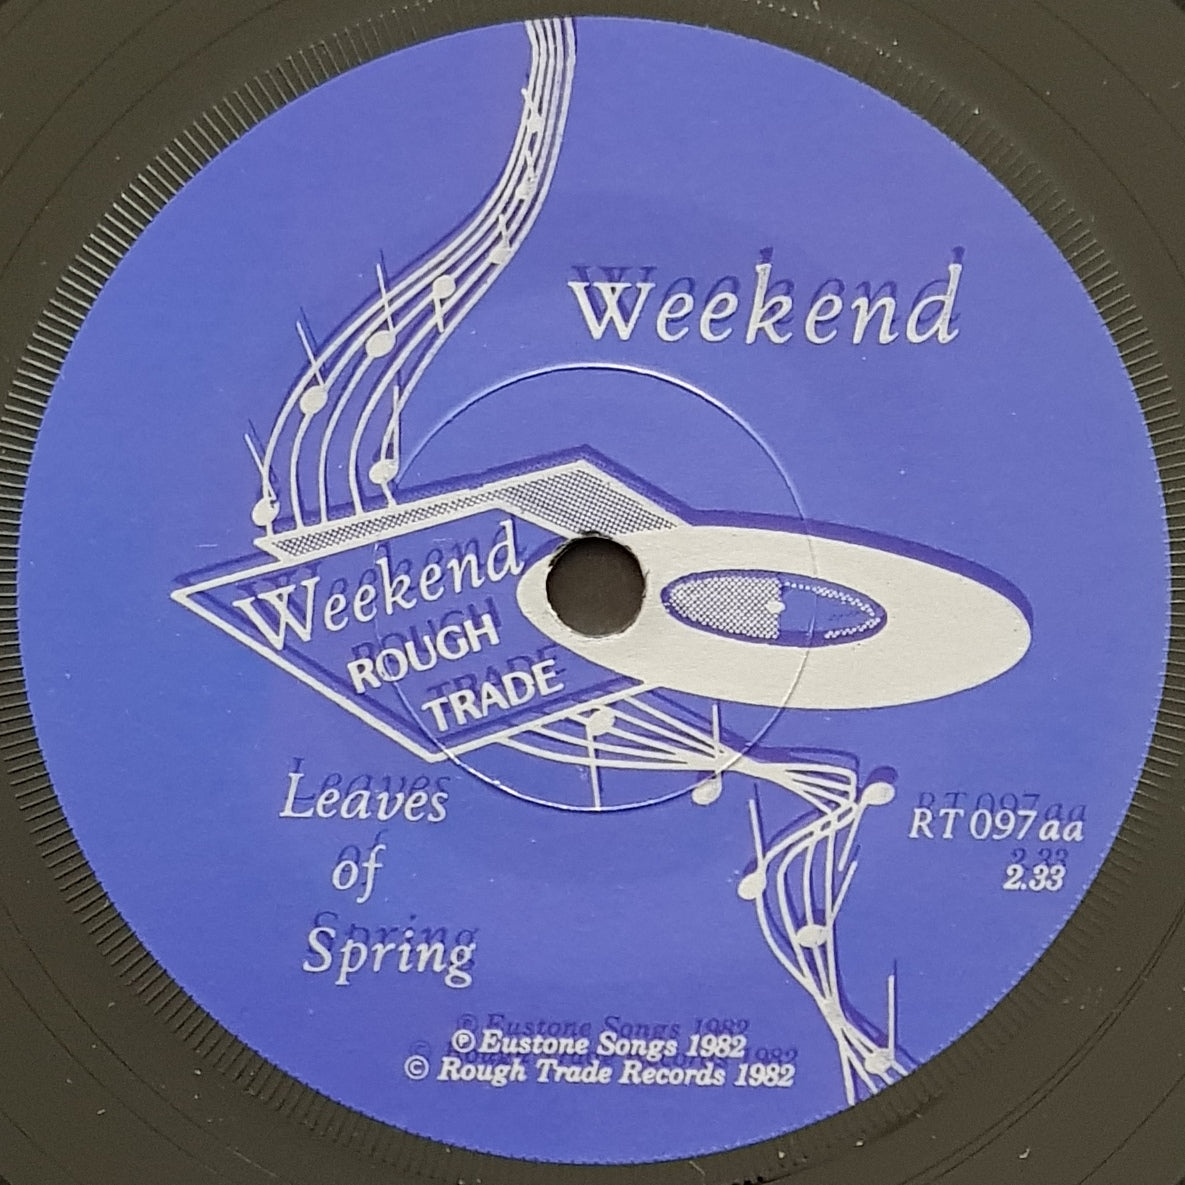 Weekend
Weekend
ROUGH
TRADE
Leaves
of
Spring
RT 097aa
2.33
℗ Eustone Songs 1982
© Rough Trade Records 1982